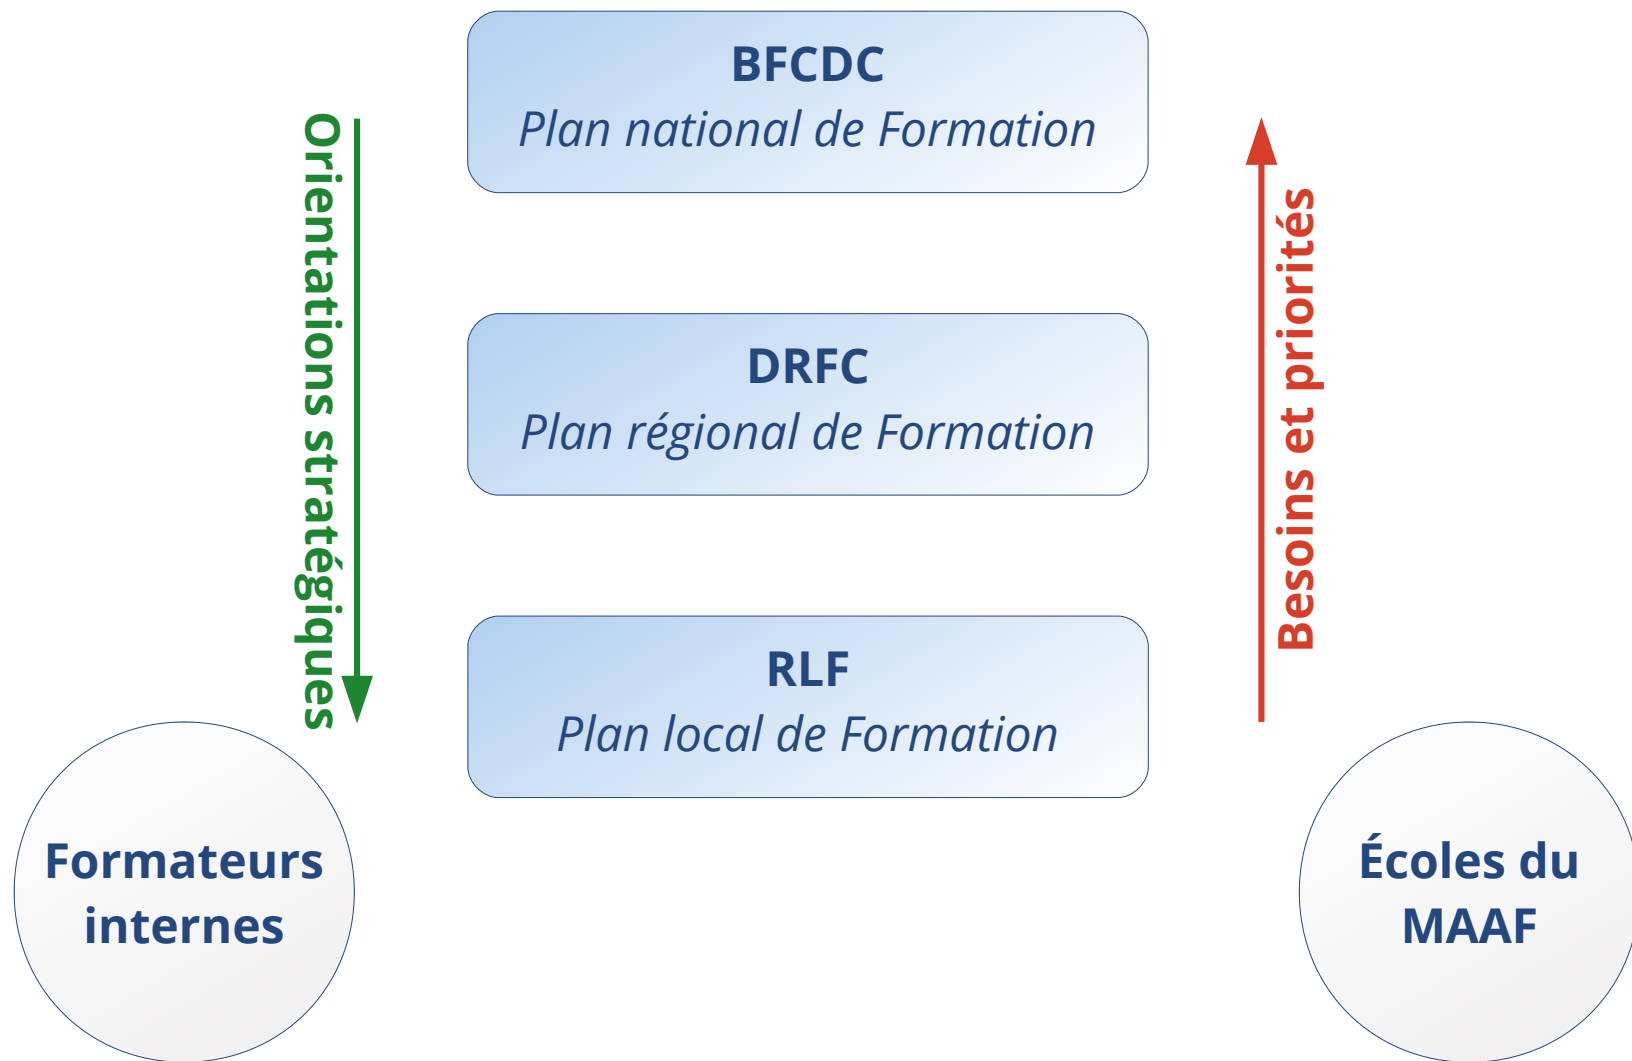 BFCDC
Plan national de Formation
Orientations stratégiques
Besoins et priorités
DRFC
Plan régional de Formation
RLF
Plan local de Formation
Formateurs
internes
Écoles du
MAAF